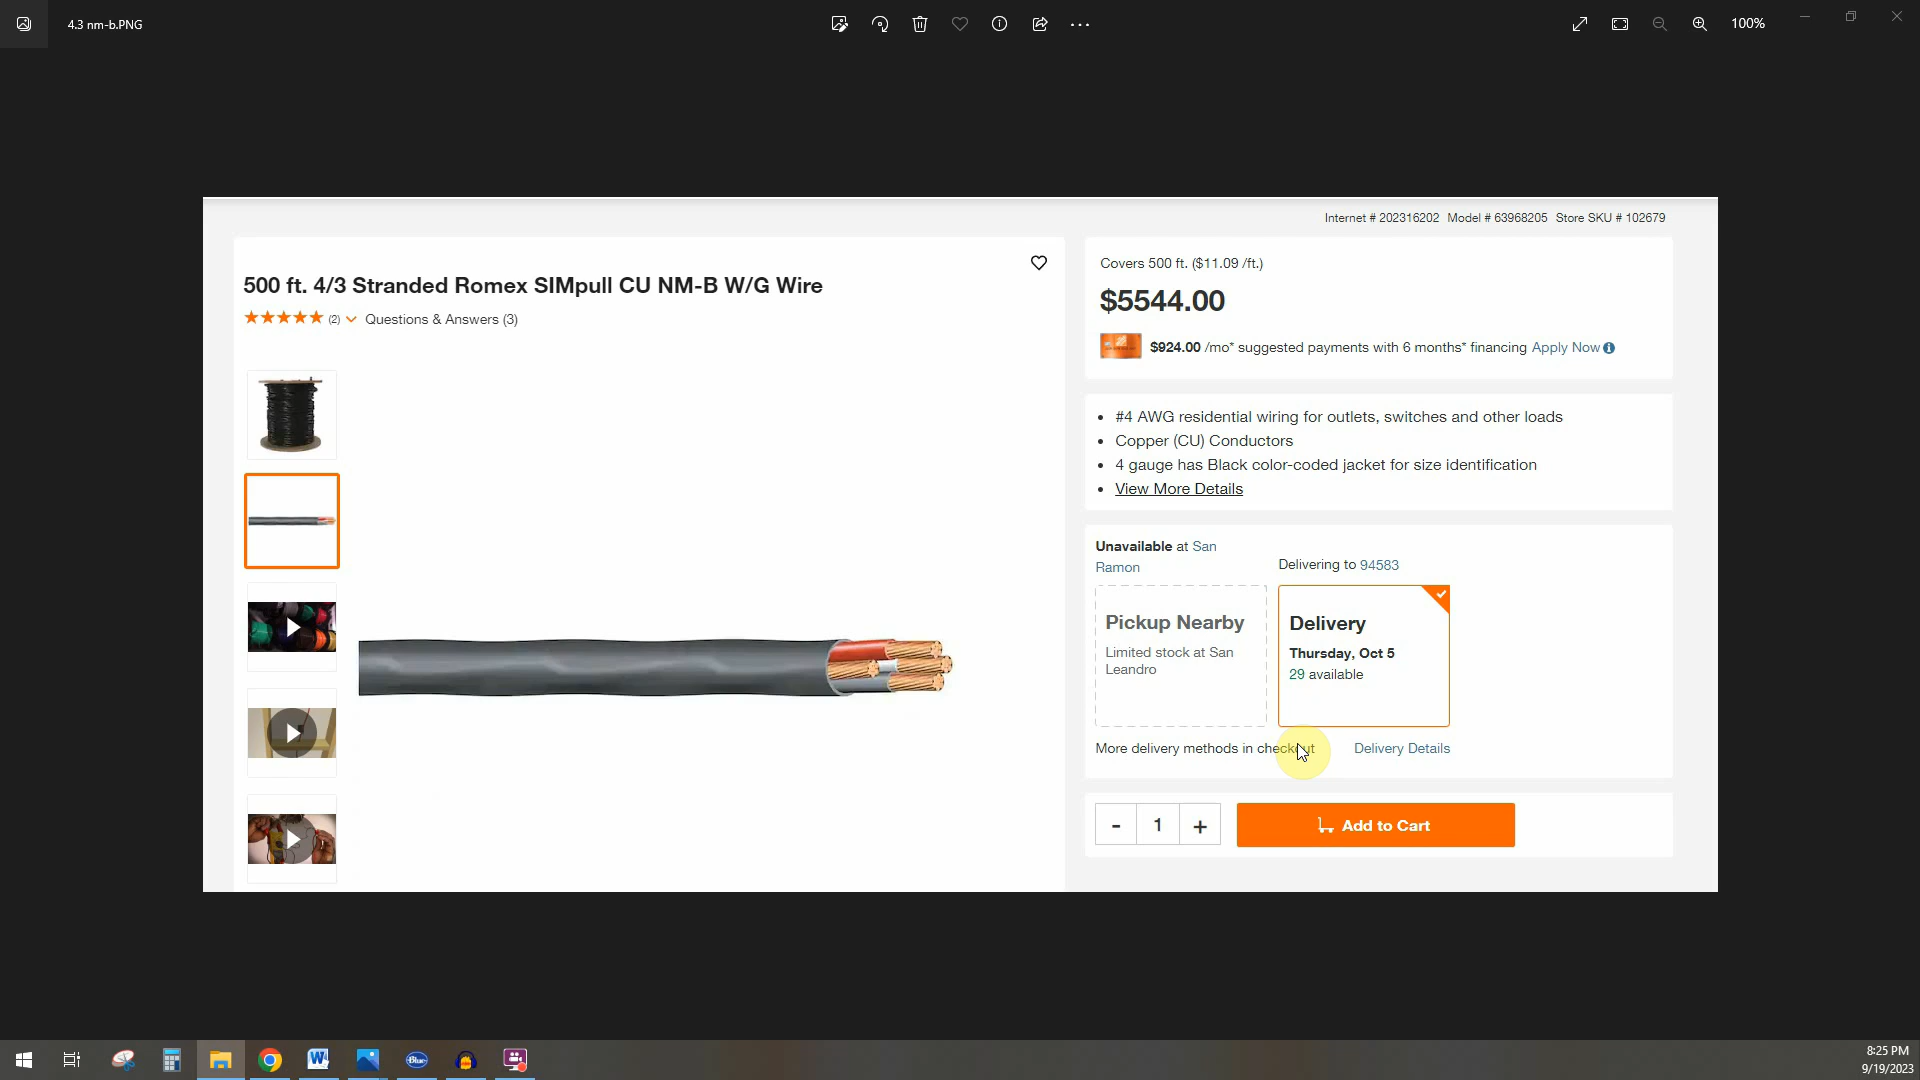 4.3 nm-b.PNG
100%
Internet # 202316202 Model # 63968205 Store SKU # 102679
500 ft. 4/3 Stranded Romex SIMpull CU NM-B W/G Wire
(2) Questions & Answers (3)
Covers 500 ft. ($11.09 /ft.)
$5544.00
$924.00 /mo* suggested payments with 6 months* financing Apply Now
#4 AWG residential wiring for outlets, switches and other loads
Copper (CU) Conductors
4 gauge has Black color-coded jacket for size identification
View More Details
Unavailable at San
Ramon
Delivering to 94583
Pickup Nearby
Limited stock at San
Leandro
Delivery
Thursday, Oct 5
29 available
More delivery methods in checkout
Delivery Details
- 1 +
Add to Cart
Blue
8:25 PM
9/19/2023